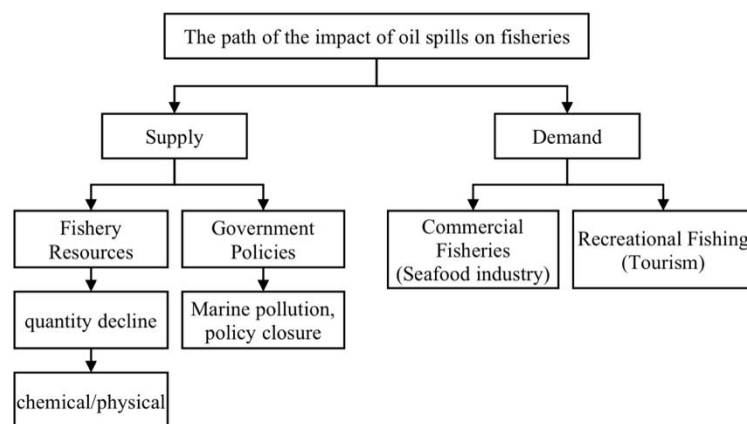 The path of the impact of oil spills on fisheries
Supply
Demand
Fishery
Resources
Government
Policies
Commercial
Fisheries
(Seafood industry)
Recreational Fishing
(Tourism)
quantity decline
Marine pollution,
policy closure
chemical/physical